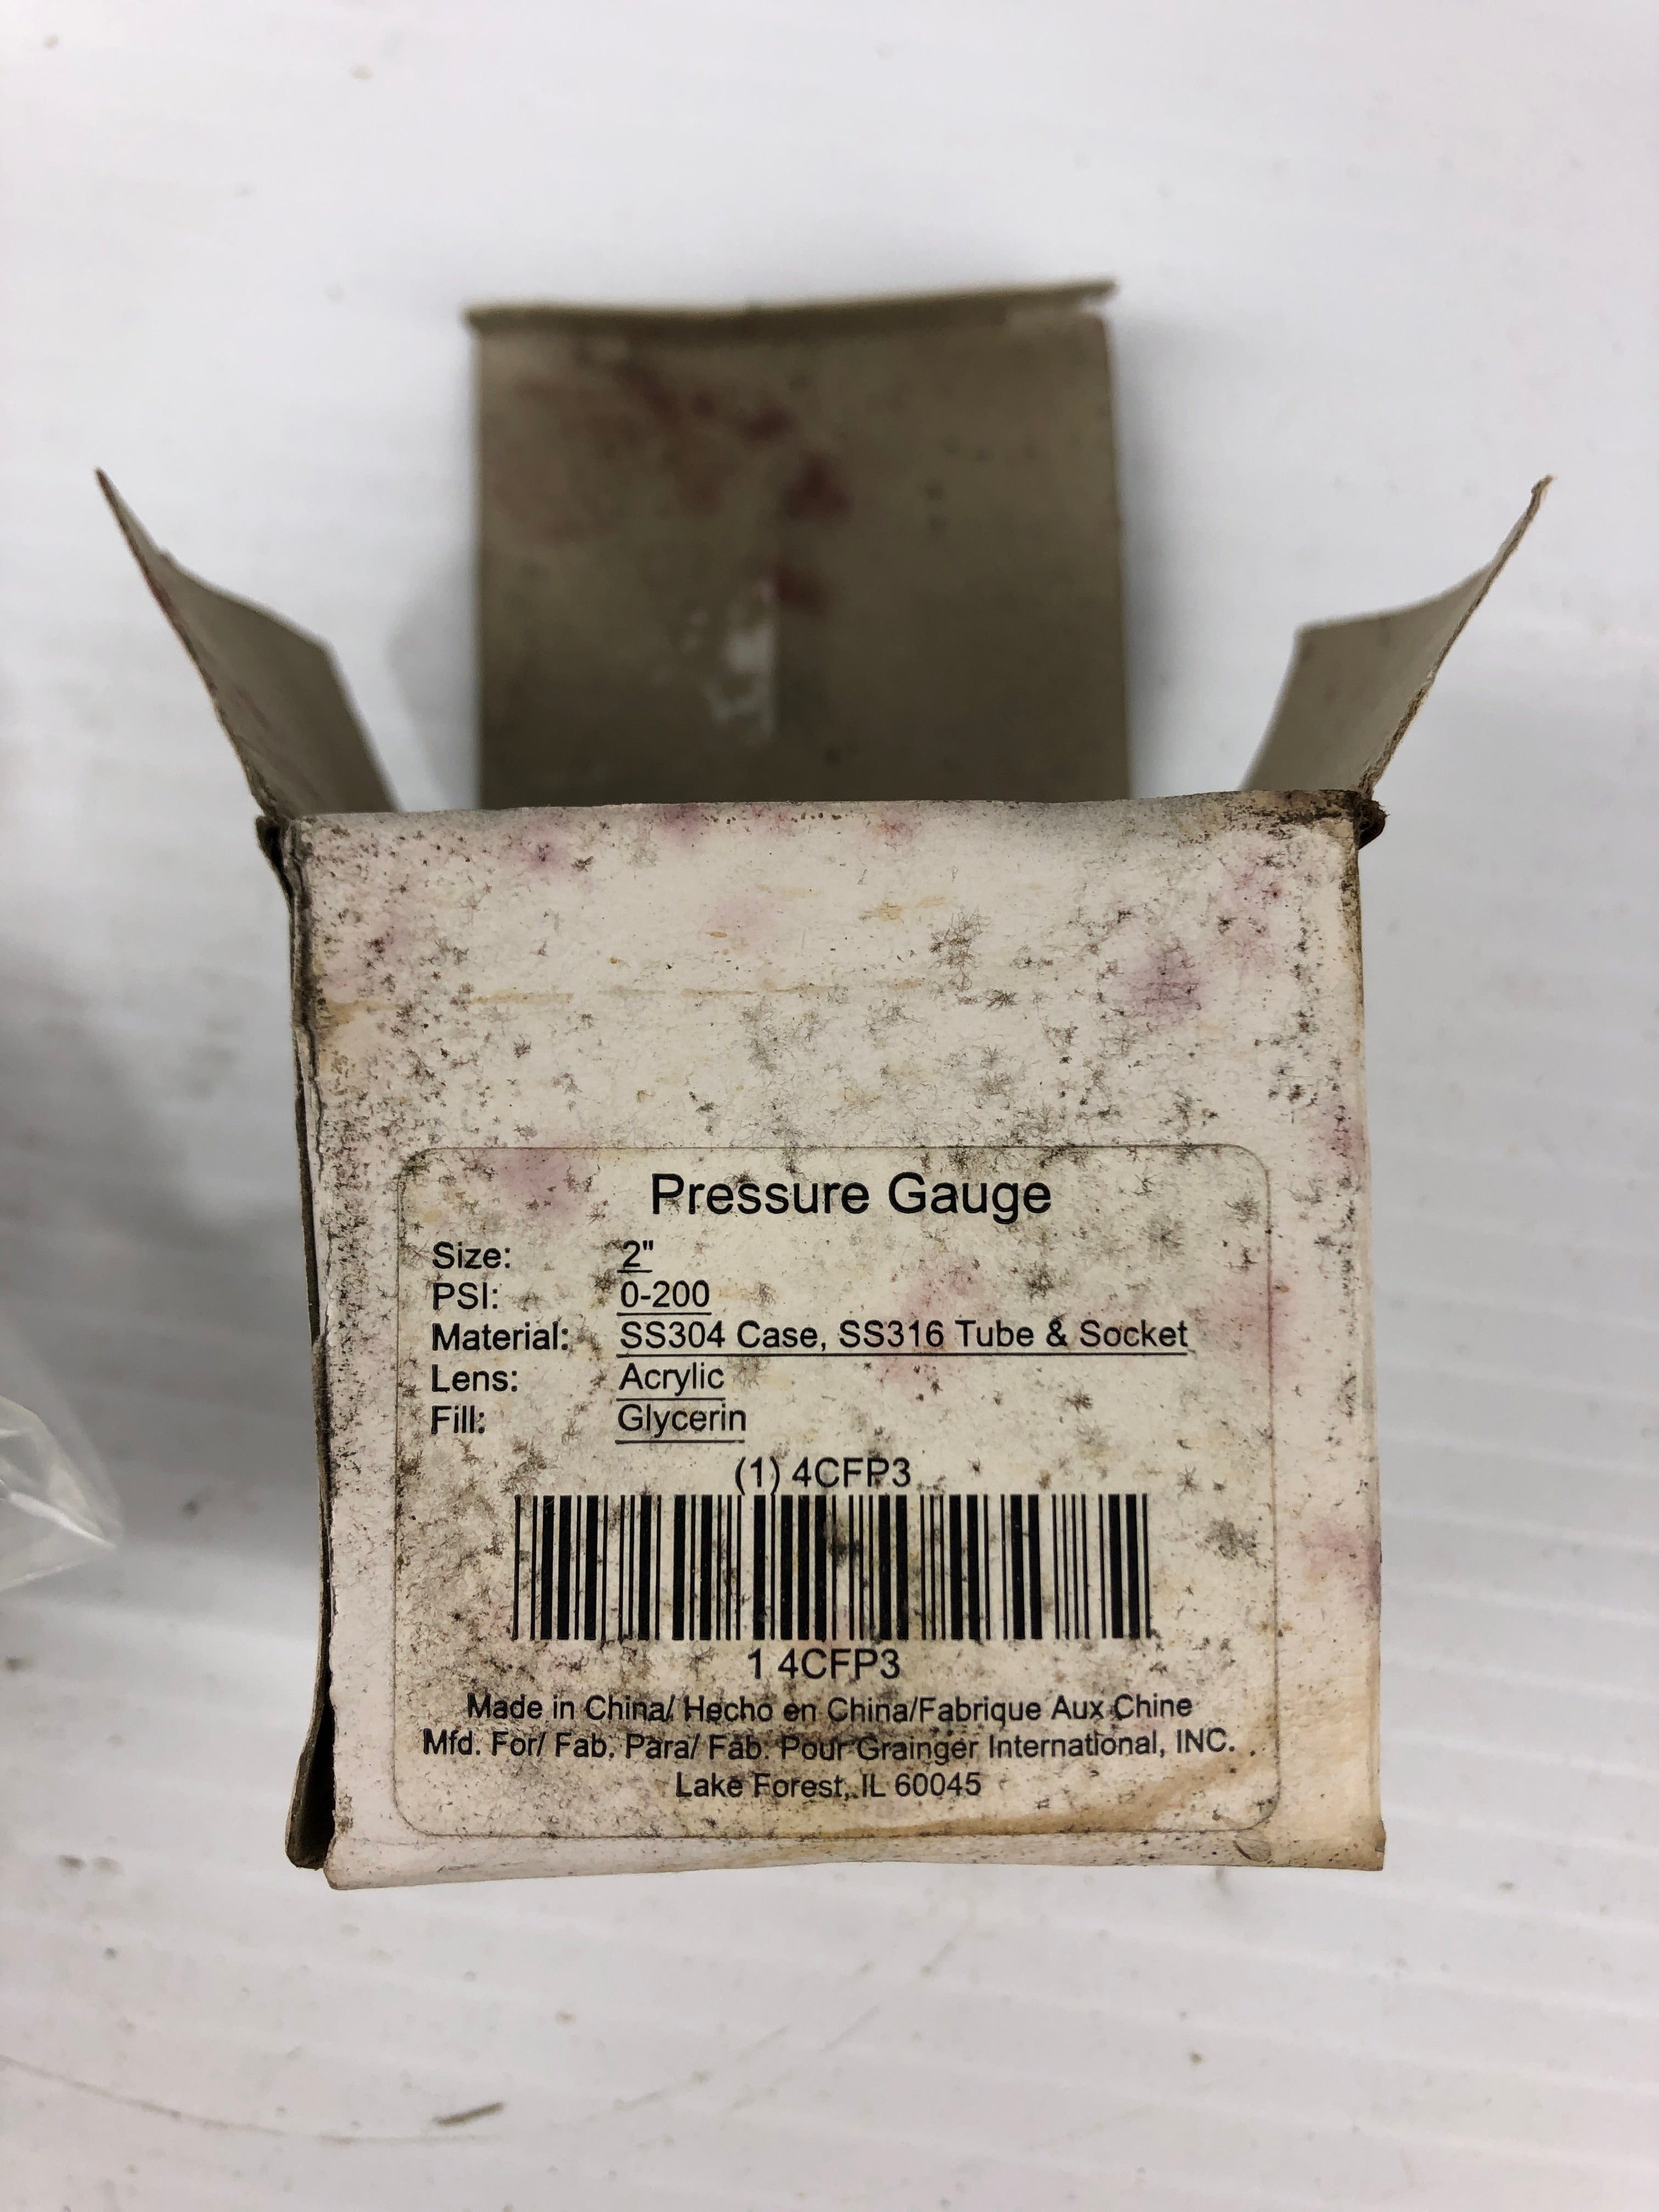 Pressure Gauge
Size: 2"
PSI: 0-200
Material: SS304 Case, SS316 Tube & Socket
Lens: Acrylic
Fill: Glycerin
(1) 4CFP3
1 4CFP3
Made in China/ Hecho en China/Fabrique Aux Chine
Mfd. For/ Fab. Para/ Fab. Pour Grainger International, INC.
Lake Forest, IL 60045